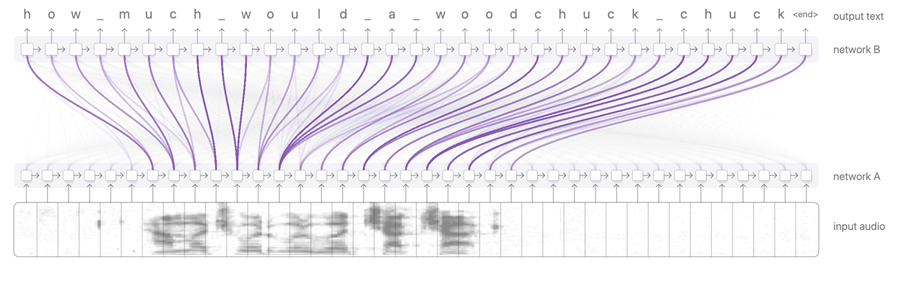 h o w _ m u c h _ w o u l d _ a _ w o o d c h u c k _ c h u c k <end> output text
network B
network A
input audio